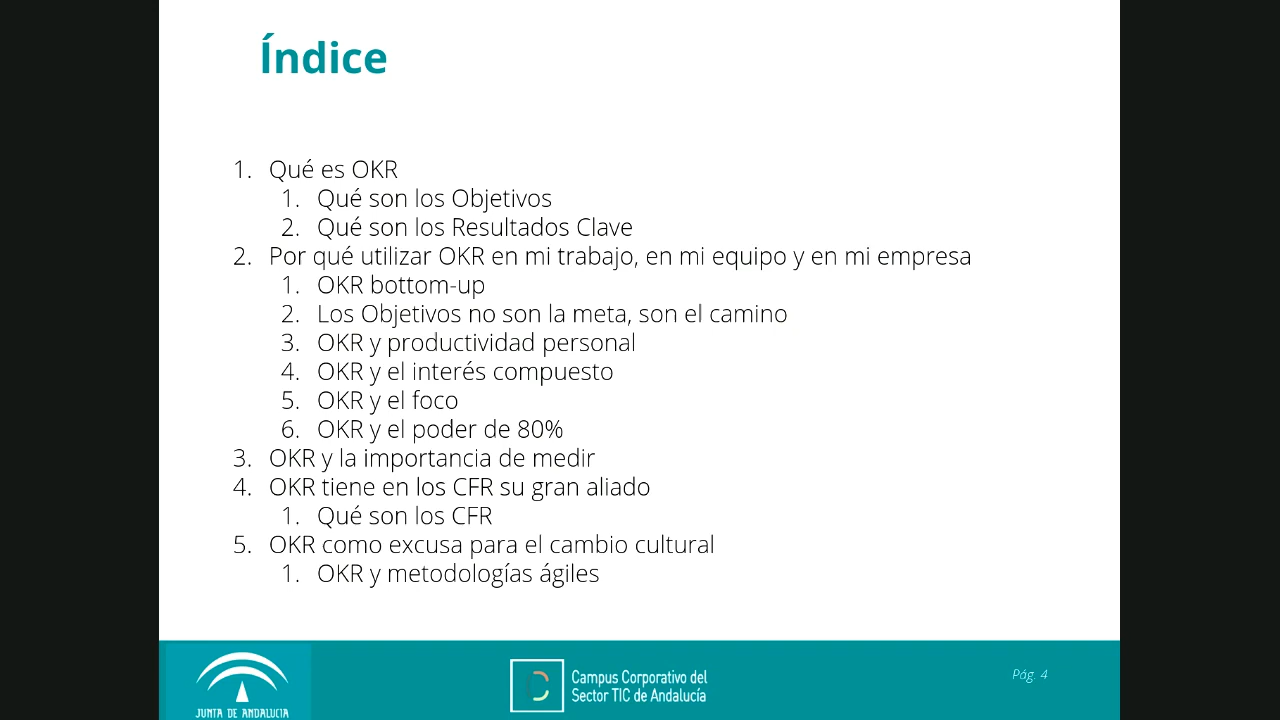 Índice
1. Qué es OKR
1. Qué son los Objetivos
2. Qué son los Resultados Clave
2. Por qué utilizar OKR en mi trabajo, en mi equipo y en mi empresa
1. OKR bottom-up
2. Los Objetivos no son la meta, son el camino
3. OKR y productividad personal
4. OKR y el interés compuesto
5. OKR y el foco
6. OKR y el poder de 80%
3. OKR y la importancia de medir
4. OKR tiene en los CFR su gran aliado
1. Qué son los CFR
5. OKR como excusa para el cambio cultural
1. OKR y metodologías ágiles
JUNTA DE ANDALUCIA
Campus Corporativo del
Sector TIC de Andalucía
Pág. 4